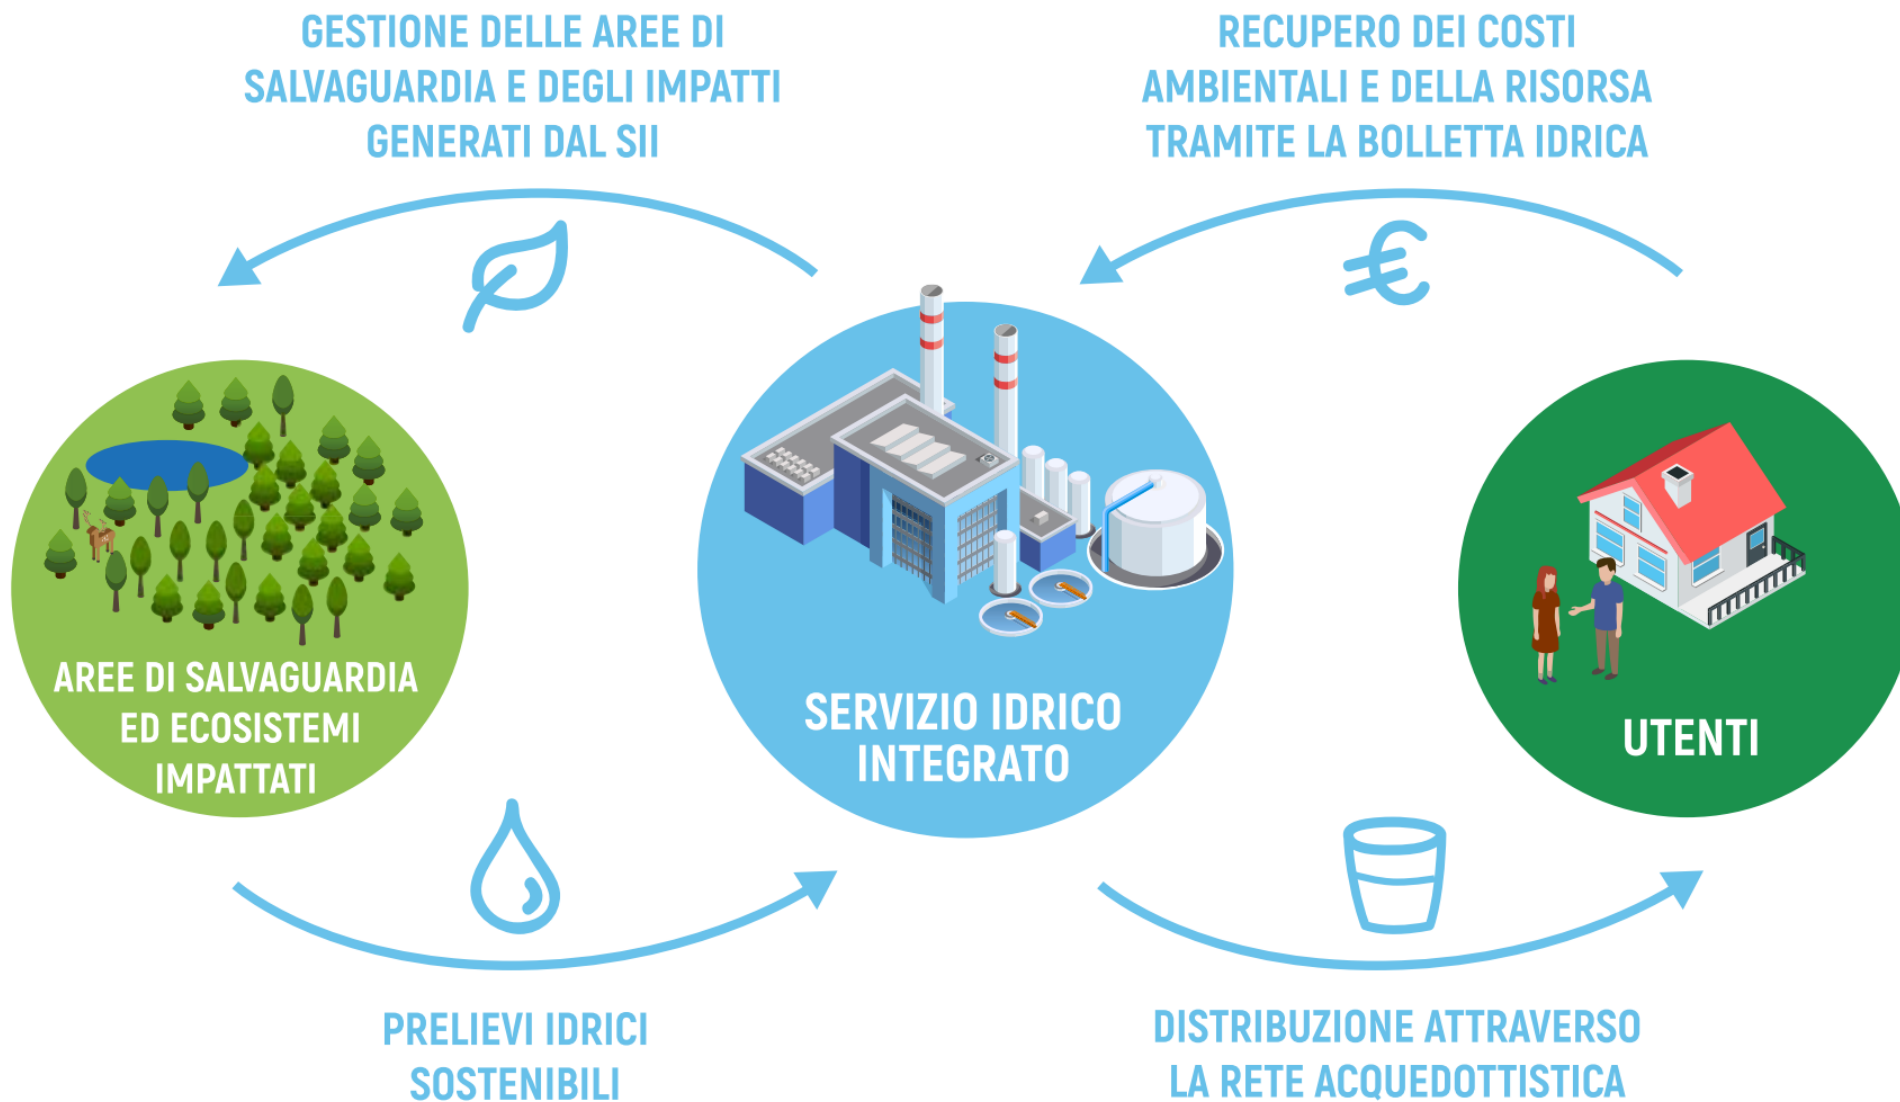 GESTIONE DELLE AREE DI
SALVAGUARDIA E DEGLI IMPATTI
GENERATI DAL SII
RECUPERO DEI COSTI
AMBIENTALI E DELLA RISORSA
TRAMITE LA BOLLETTA IDRICA
€
AREE DI SALVAGUARDIA
ED ECOSISTEMI
IMPATTATI
SERVIZIO IDRICO
INTEGRATO
UTENTI
PRELIEVI IDRICI
SOSTENIBILI
DISTRIBUZIONE ATTRAVERSO
LA RETE ACQUEDOTTISTICA